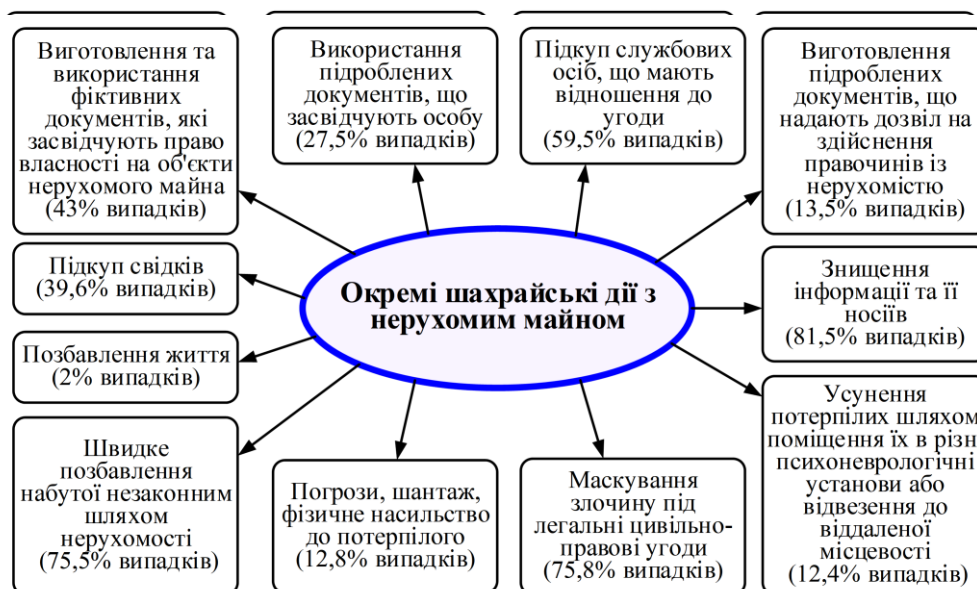 Виготовлення та
використання
фіктивних
документів, які
засвідчують право
власності на об'єкти
нерухомого майна
(43% випадків)
Використання
підроблених
документів, що
засвідчують особу
(27,5% випадків)
Підкуп службових
осіб, що мають
відношення до
угоди
(59,5% випадків)
Виготовлення
підроблених
документів, що
надають дозвіл на
здійснення
правочинів із
нерухомістю
(13,5% випадків)
Підкуп свідків
(39,6% випадків)
Окремі шахрайські дії з
нерухомим майном
Знищення
інформації та її
носіїв
(81,5% випадків)
Позбавлення життя
(2% випадків)
Швидке
позбавлення
набутої незаконним
шляхом
нерухомості
(75,5% випадків)
Погрози, шантаж,
фізичне насильство
до потерпілого
(12,8% випадків)
Маскування
злочину під
легальні цивільно-
правові угоди
(75,8% випадків)
Усунення
потерпілих шляхом
поміщення їх в різн
психоневрологічні
установи або
відвезення до
віддаленої
місцевості
(12,4% випадків)